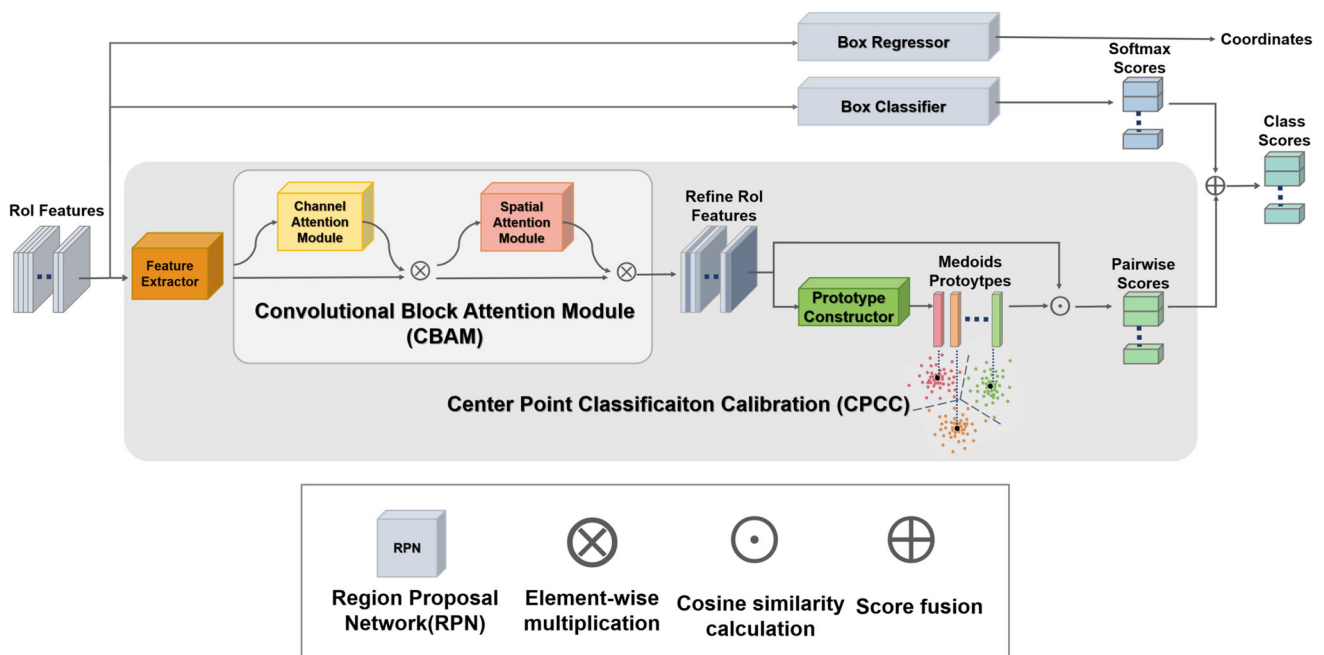 Box Regressor
Coordinates
Softmax
Scores
Box Classifier
Class
Scores
RoI Features
Feature
Extractor
Channel
Attention
Module
Spatial
Attention
Module
Convolutional Block Attention Module
(CBAM)
Refine RoI
Features
Prototype
Constructor
Medoids
Protoytpes
Pairwise
Scores
Center Point Classificaiton Calibration (CPCC)
RPN
Region Proposal
Network(RPN)
Element-wise
multiplication
Cosine similarity
calculation
Score fusion